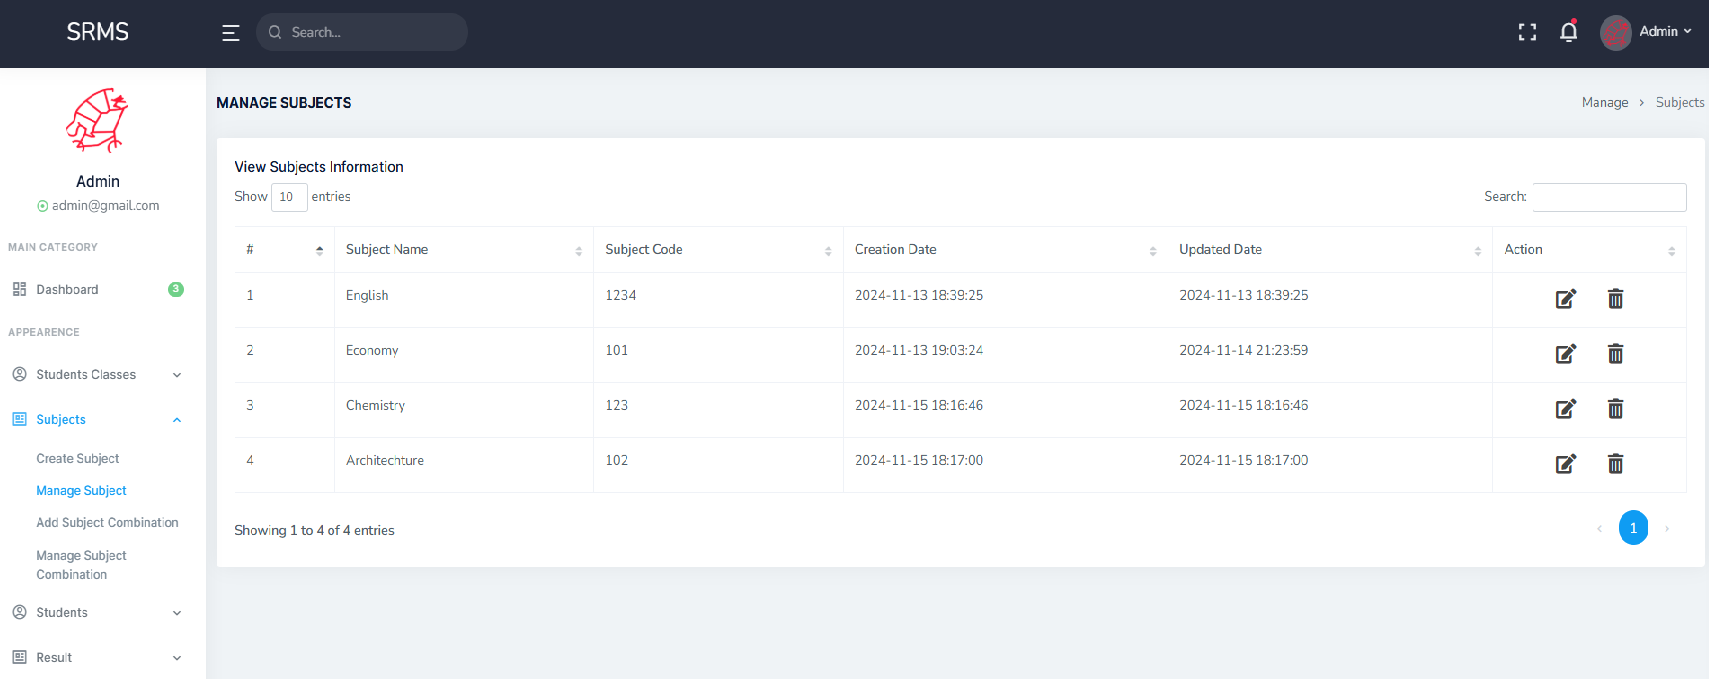 SRMS
Search...
Admin
Admin
admin@gmail.com
MAIN CATEGORY
Dashboard 3
APPEARENCE
Students Classes
Subjects
Create Subject
Manage Subject
Add Subject Combination
Manage Subject
Combination
Students
Result
MANAGE SUBJECTS
Manage > Subjects
View Subjects Information
Show 10 entries
Search:
# Subject Name Subject Code Creation Date Updated Date Action
1 English 1234 2024-11-13 18:39:25 2024-11-13 18:39:25
2 Economy 101 2024-11-13 19:03:24 2024-11-14 21:23:59
3 Chemistry 123 2024-11-15 18:16:46 2024-11-15 18:16:46
4 Architechture 102 2024-11-15 18:17:00 2024-11-15 18:17:00
Showing 1 to 4 of 4 entries
‹ 1 ›